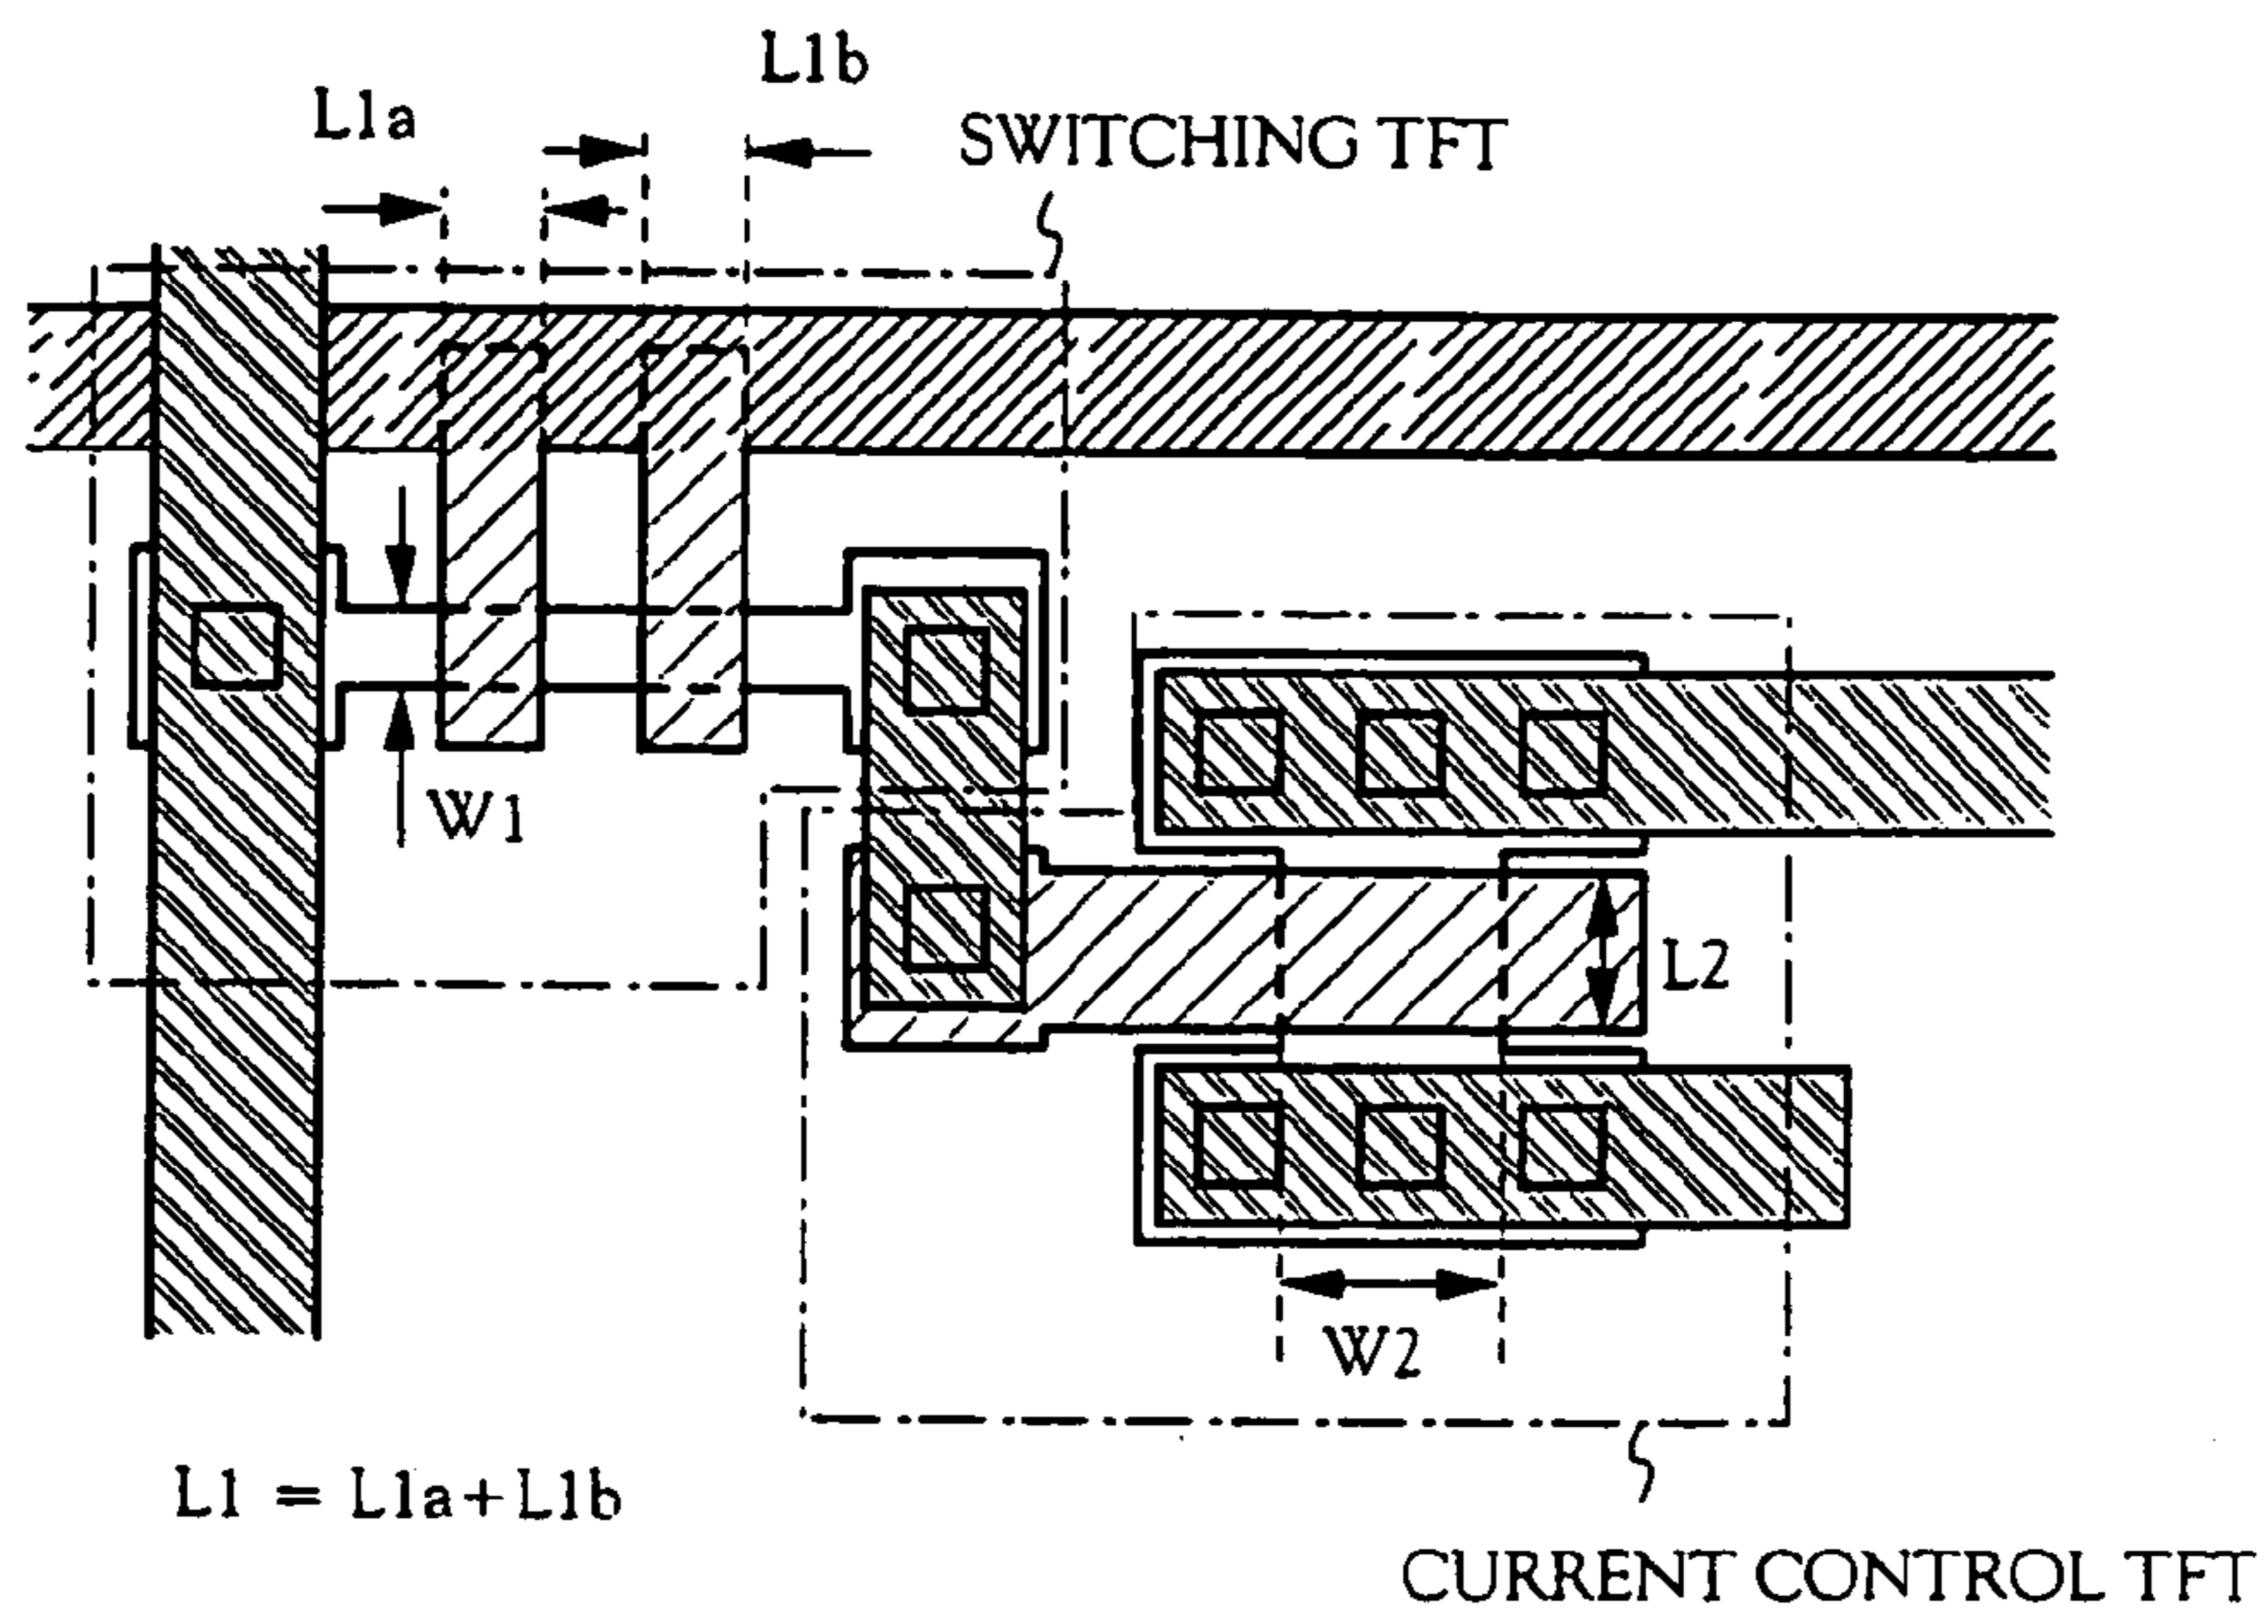 L1b
L1a
SWITCHING TFT
W1
L2
W2
L1 = L1a+L1b
CURRENT CONTROL TFT